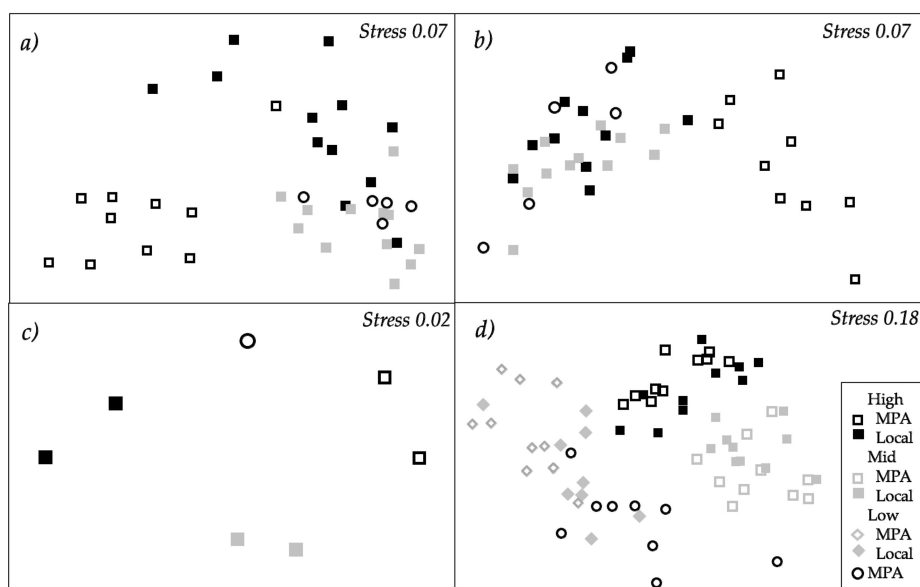 a)
Stress 0.07
b)
Stress 0.07
c)
Stress 0.02
d)
Stress 0.18
High
MPA
Local
Mid
MPA
Local
Low
MPA
Local
MPA